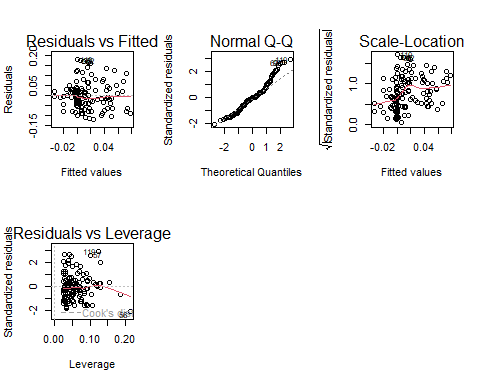 Residuals vs Fitted
Residuals
-0.15
0.05
0.20
-0.02
0.04
Fitted values
Normal Q-Q
Standardized residuals
-2
0
2
-2
0
1
2
Theoretical Quantiles
Scale-Location
Standardized residuals
0.0
1.0
-0.02
0.04
Fitted values
Residuals vs Leverage
Standardized residuals
-2
0
2
Cook's di
0.00
0.10
0.20
Leverage